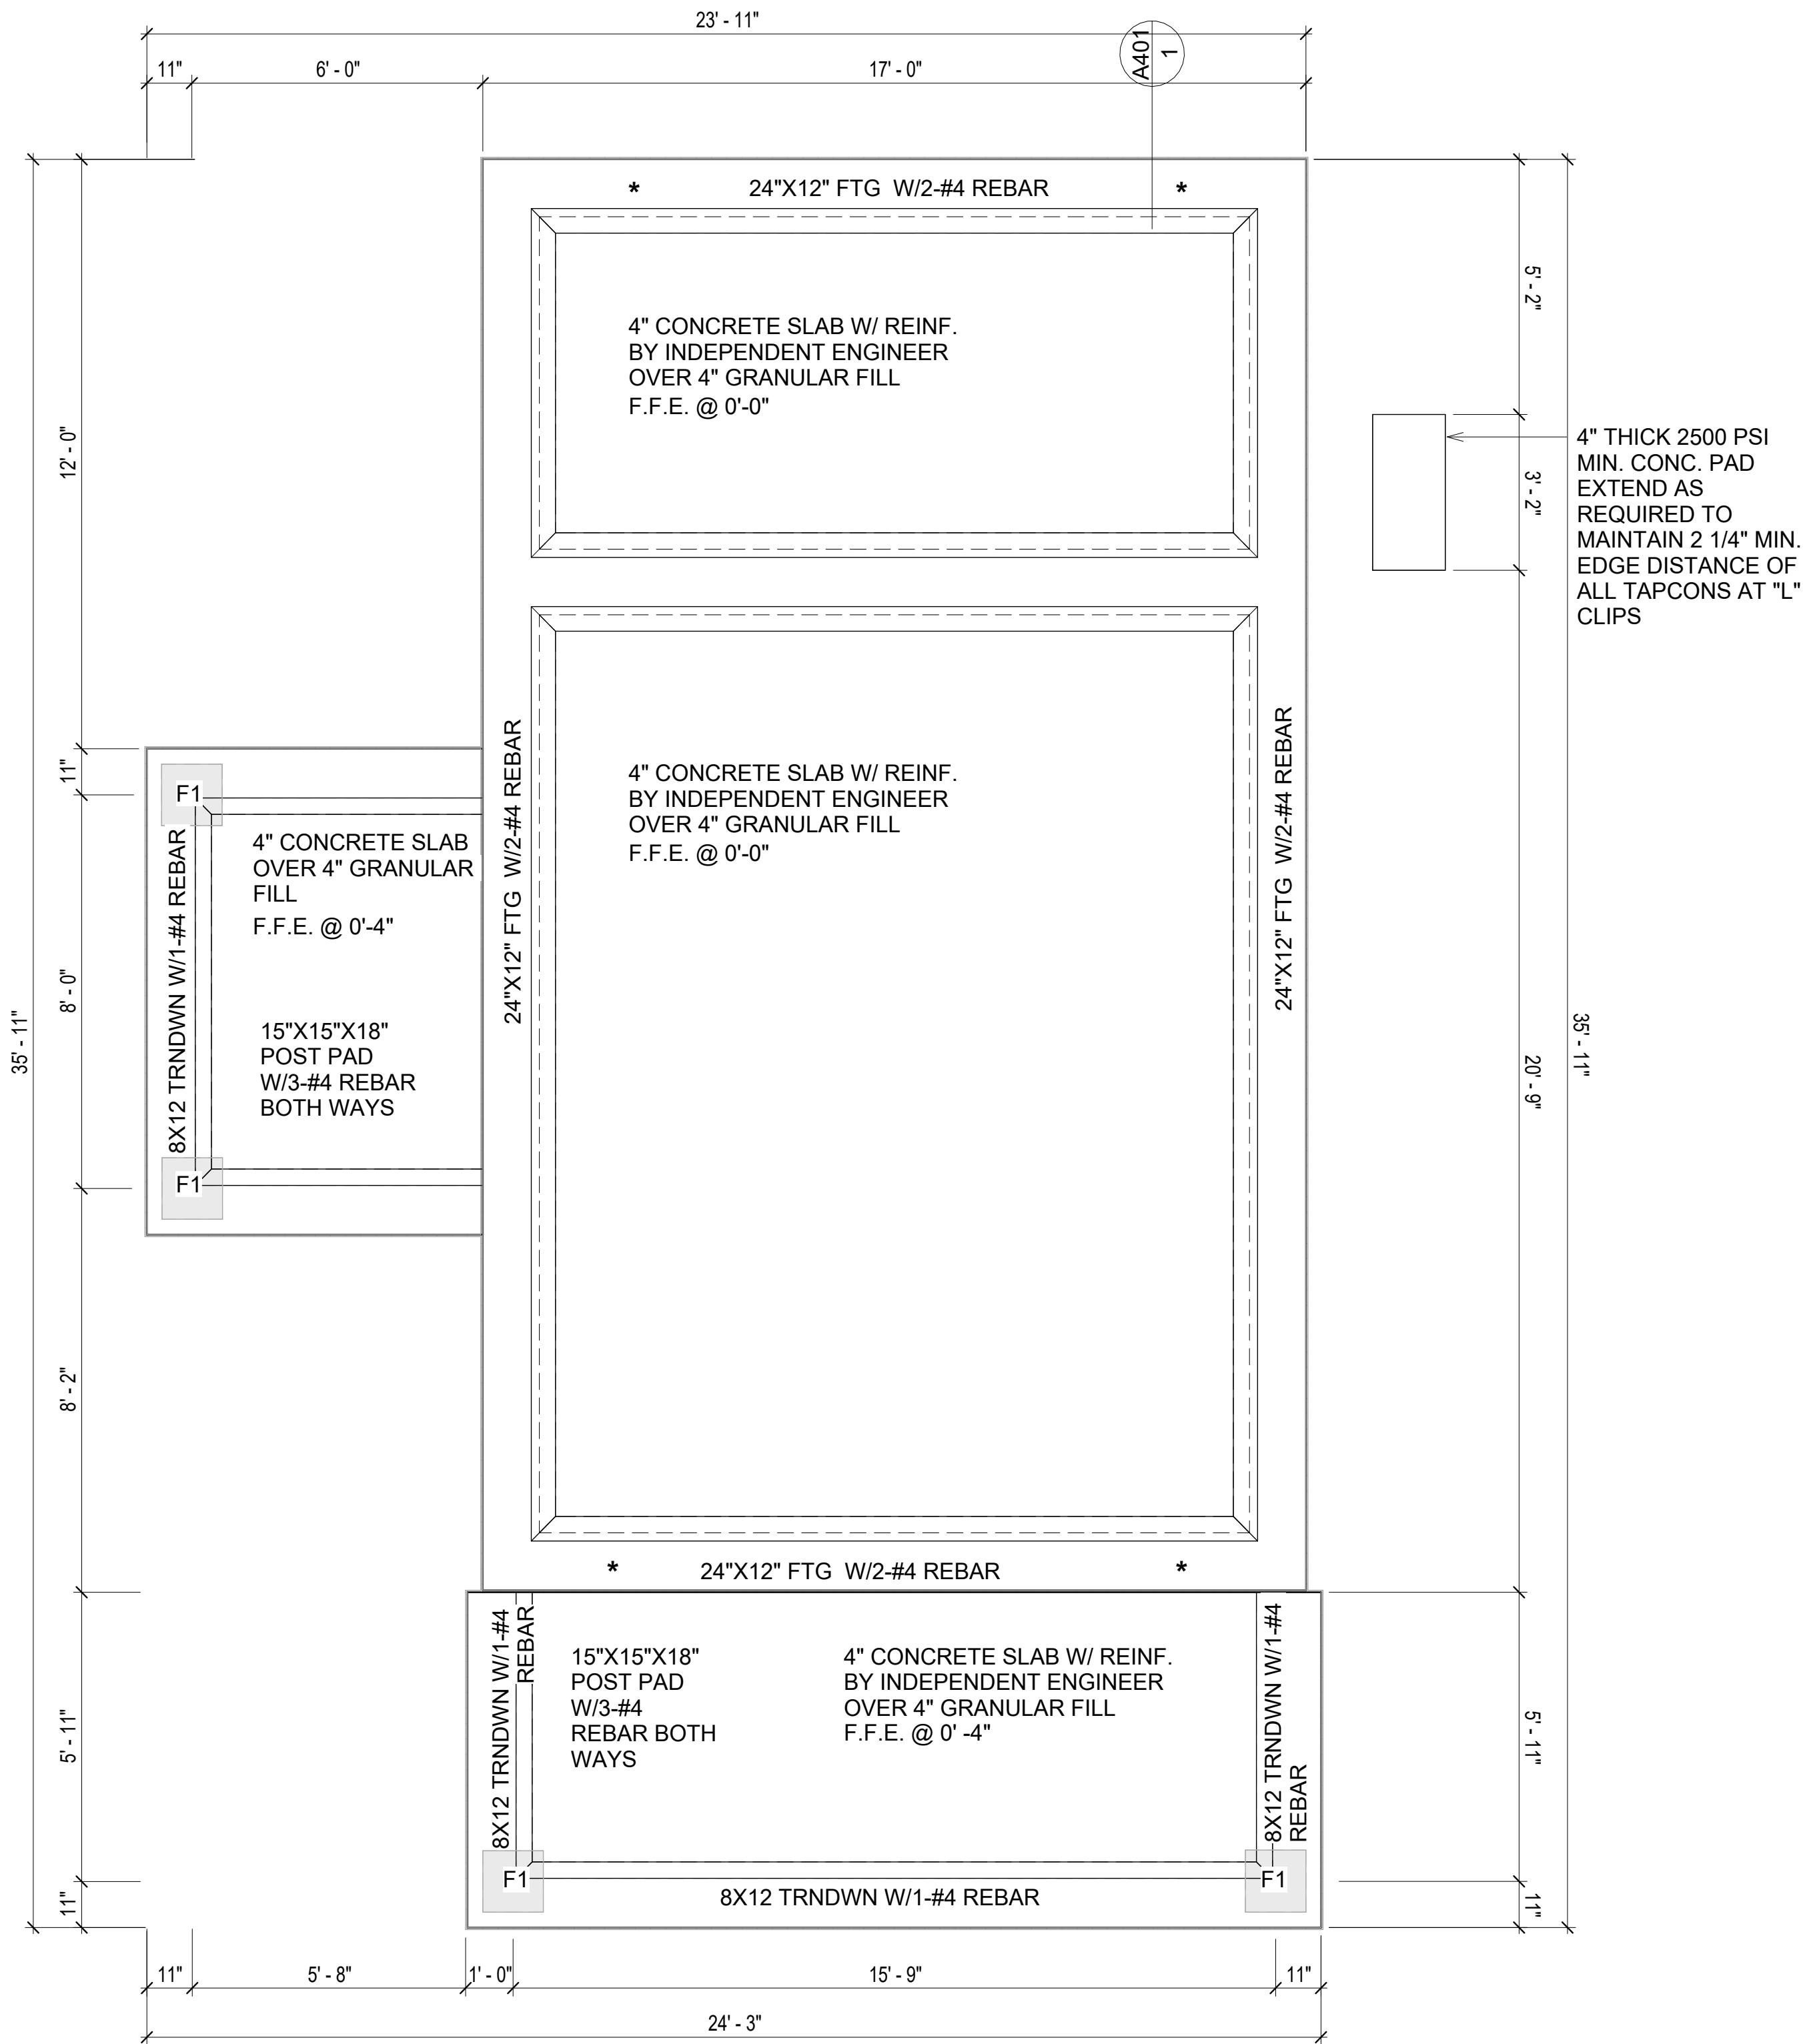 23' - 11"
11"
6' - 0"
17' - 0"
A401
1
* 24"X12" FTG W/2-#4 REBAR *
4" CONCRETE SLAB W/ REINF.
BY INDEPENDENT ENGINEER
OVER 4" GRANULAR FILL
F.F.E. @ 0'-0"
5' - 2"
3' - 2"
4" THICK 2500 PSI
MIN. CONC. PAD
EXTEND AS
REQUIRED TO
MAINTAIN 2 1/4" MIN.
EDGE DISTANCE OF
ALL TAPCONS AT "L"
CLIPS
12' - 0"
11"
8' - 0"
35' - 11"
8' - 2"
F1
8X12 TRNDWN W/1-#4 REBAR
4" CONCRETE SLAB
OVER 4" GRANULAR
FILL
F.F.E. @ 0'-4"
15"X15"X18"
POST PAD
W/3-#4 REBAR
BOTH WAYS
F1
24"X12" FTG W/2-#4 REBAR
4" CONCRETE SLAB W/ REINF.
BY INDEPENDENT ENGINEER
OVER 4" GRANULAR FILL
F.F.E. @ 0'-0"
24"X12" FTG W/2-#4 REBAR
20' - 9"
35' - 11"
* 24"X12" FTG W/2-#4 REBAR *
5' - 11"
11"
8X12 TRNDWN W/1-#4
REBAR
15"X15"X18"
POST PAD
W/3-#4
REBAR BOTH
WAYS
4" CONCRETE SLAB W/ REINF.
BY INDEPENDENT ENGINEER
OVER 4" GRANULAR FILL
F.F.E. @ 0' -4"
8X12 TRNDWN W/1-#4
REBAR
F1
8X12 TRNDWN W/1-#4 REBAR
F1
5' - 11"
11"
11"
5' - 8"
1' - 0"
15' - 9"
11"
24' - 3"